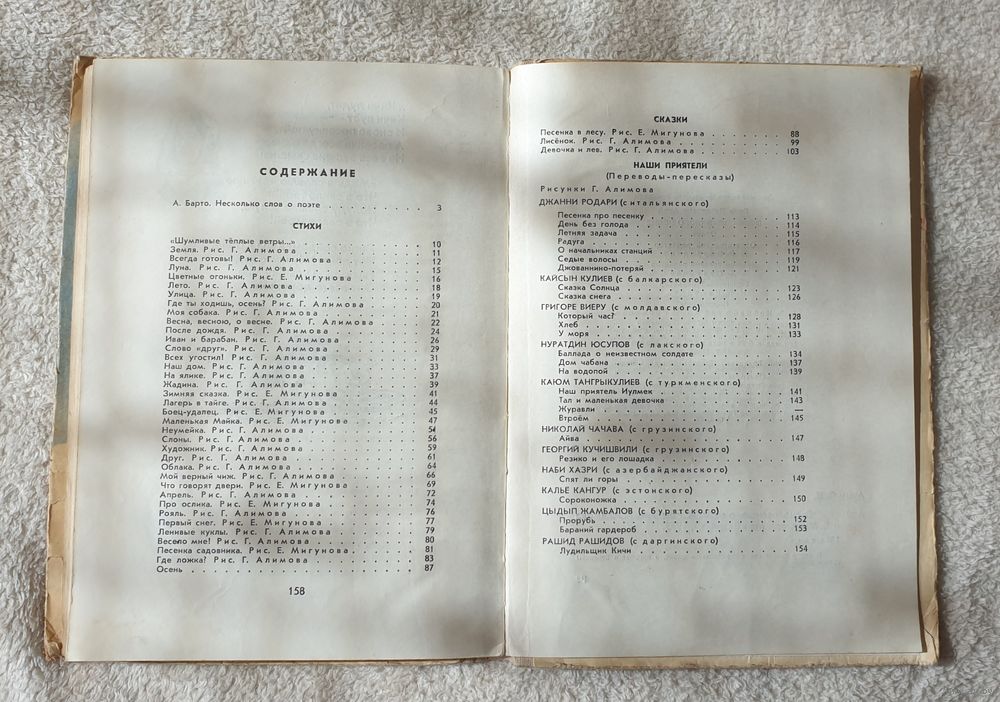 СОДЕРЖАНИЕ
А. Барто. Несколько слов о поэте . . . . . . . . . 3
СТИХИ
«Шумливые тёплые ветры...» . . . . . . . . . 10
Земля. Рис. Г. Алимова . . . . . . . . . 11
Всегда готовы! Рис. Г. Алимова . . . . . . . . . 12
Луна. Рис. Г. Алимова . . . . . . . . . 15
Цветные огоньки. Рис. Е. Мигунова . . . . . . . . . 16
Лето. Рис. Г. Алимова . . . . . . . . . 18
Улица. Рис. Г. Алимова . . . . . . . . . 19
Где ты ходишь, осень? Рис. Г. Алимова . . . . . . 20
Моя собака. Рис. Г. Алимова . . . . . . . . . 21
Весна, весною, о весне. Рис. Г. Алимова . . . . . 22
После дождя. Рис. Г. Алимова . . . . . . . . . 24
Иван и барабан. Рис. Г. Алимова . . . . . . . . . 26
Слово «друг». Рис. Г. Алимова . . . . . . . . . 29
Всех угостил! Рис. Г. Алимова . . . . . . . . . 31
Наш дом. Рис. Г. Алимова . . . . . . . . . 33
На ялике. Рис. Г. Алимова . . . . . . . . . 37
Жадина. Рис. Г. Алимова . . . . . . . . . 39
Зимняя сказка. Рис. Е. Мигунова . . . . . . . . . 41
Лагерь в тайге. Рис. Г. Алимова . . . . . . . . . 44
Боец-удалец. Рис. Е. Мигунова . . . . . . . . . 45
Маленькая Майка. Рис. Е. Мигунова . . . . . . . . . 47
Неумейка. Рис. Г. Алимова . . . . . . . . . 54
Слоны. Рис. Г. Алимова . . . . . . . . . 56
Художник. Рис. Г. Алимова . . . . . . . . . 59
Друг. Рис. Г. Алимова . . . . . . . . . 61
Облака. Рис. Г. Алимова . . . . . . . . . 64
Мой верный чиж. Рис. Г. Алимова . . . . . . . . . 66
Что говорят двери. Рис. Е. Мигунова . . . . . . . . . 69
Апрель. Рис. Г. Алимова . . . . . . . . . 72
Про ослика. Рис. Г. Алимова . . . . . . . . . 74
Рояль. Рис. Г. Алимова . . . . . . . . . 76
Первый снег. Рис. Е. Мигунова . . . . . . . . . 77
Ленивые куклы. Рис. Г. Алимова . . . . . . . . . 79
Весело мне! Рис. Г. Алимова . . . . . . . . . 80
Песенка садовника. Рис. Е. Мигунова . . . . . . . . . 81
Где ложка? Рис. Г. Алимова . . . . . . . . . 83
Осень . . . . . . . . . 87
158
СКАЗКИ
Песенка в лесу. Рис. Е. Мигунова . . . . . . . . 88
Лисёнок. Рис. Г. Алимова . . . . . . . . . 99
Девочка и лев. Рис. Г. Алимова . . . . . . . . . 103
НАШИ ПРИЯТЕЛИ
(Переводы-пересказы)
Рисунки Г. Алимова
ДЖАННИ РОДАРИ (с итальянского)
Песенка про песенку . . . . . . . . . 113
День без голода . . . . . . . . . 114
Летняя задача . . . . . . . . . 115
Радуга . . . . . . . . . 116
О начальниках станций . . . . . . . . . 117
Седые волосы . . . . . . . . . 119
Джованнино-потеряй . . . . . . . . . 121
КАЙСЫН КУЛИЕВ (с балкарского)
Сказка Солнца . . . . . . . . . 123
Сказка снега . . . . . . . . . 126
ГРИГОРЕ ВИЕРУ (с молдавского)
Который час? . . . . . . . . . 128
Хлеб . . . . . . . . . 131
У моря . . . . . . . . . 133
НУРАТДИН ЮСУПОВ (с лакского)
Баллада о неизвестном солдате . . . . . . . . . 134
Дом чабана . . . . . . . . . 137
На водопой . . . . . . . . . 139
КАЮМ ТАНГРЫКУЛИЕВ (с туркменского)
Наш приятель Иулмек . . . . . . . . . 141
Тал и маленькая девочка . . . . . . . . . 143
Журавли . . . . . . . . . —
Втроём . . . . . . . . . 145
НИКОЛАЙ ЧАЧАВА (с грузинского)
Айва . . . . . . . . . 147
ГЕОРГИЙ КУЧИШВИЛИ (с грузинского)
Резико и его лошадка . . . . . . . . . 148
НАБИ ХАЗРИ (с азербайджанского)
Спят ли горы . . . . . . . . . 149
КАЛЬЕ КАНГУР (с эстонского)
Сороконожка . . . . . . . . . 150
ЦЫДЫП ЖАМБАЛОВ (с бурятского)
Прорубь . . . . . . . . . 152
Бараний гардероб . . . . . . . . . 153
РАШИД РАШИДОВ (с даргинского)
Лудильщик Кичи . . . . . . . . . 154